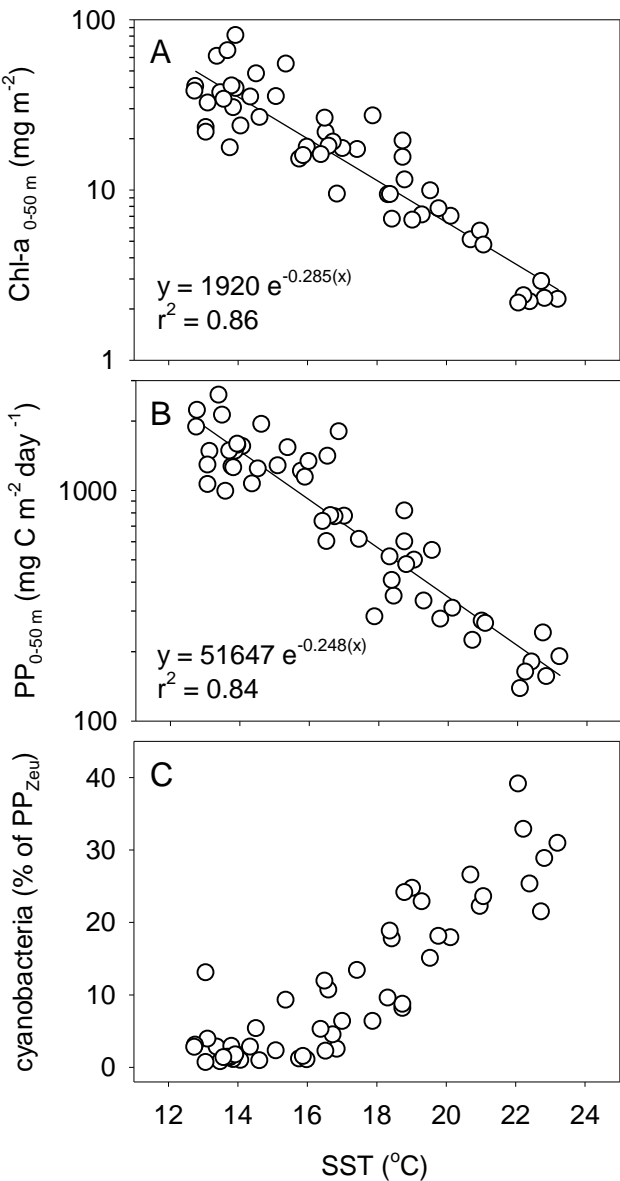 100
A
10
Chl-a 0-50 m (mg m-2)
y = 1920 e-0.285(x)
r2 = 0.86
1
B
1000
PP0-50 m (mg C m-2 day -1)
y = 51647 e-0.248(x)
r2 = 0.84
100
C
40
30
cyanobacteria (% of PPZeu)
20
10
0
12 14 16 18 20 22 24
SST (oC)